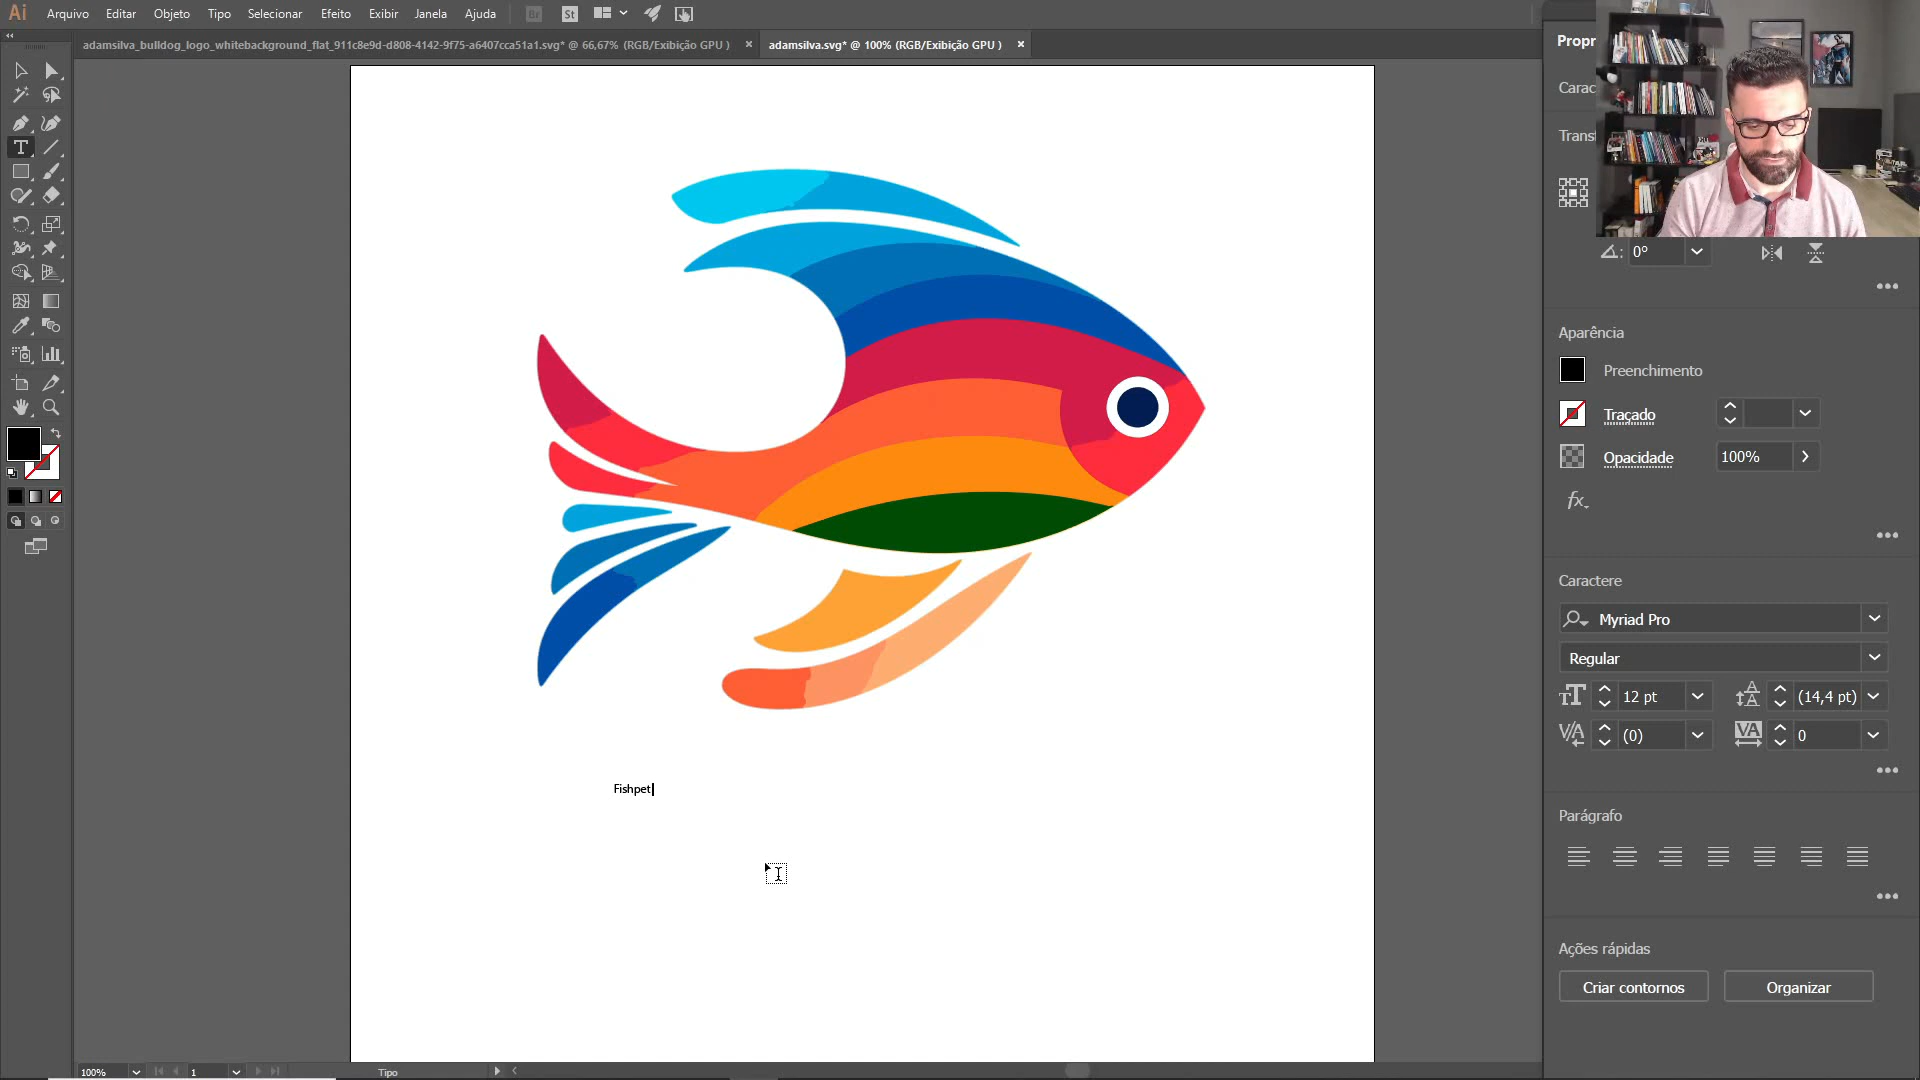 Ai Arquivo Editar Objeto Tipo Selecionar Efeito Exibir Janela Ajuda Br St
adamsilva_bulldog_logo_whitebackground_flat_911c8e9d-d808-4142-9f75-a6407cca51a1.svg* @ 66,67% (RGB/Exibição GPU ) × adamsilva.svg* @ 100% (RGB/Exibição GPU ) ×
Propr
Carac
Transf
0°
Aparência
Preenchimento
Traçado
Opacidade 100%
fx
Caractere
Myriad Pro
Regular
12 pt (14,4 pt)
(0) 0
Fishpet
Parágrafo
Ações rápidas
Criar contornos Organizar
100% 1 Tipo